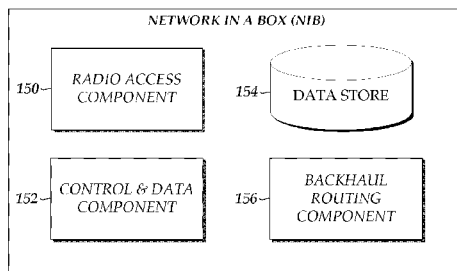 NETWORK IN A BOX (NIB)
150
RADIO ACCESS
COMPONENT
154
DATA STORE
152
CONTROL & DATA
COMPONENT
156
BACKHAUL
ROUTING
COMPONENT